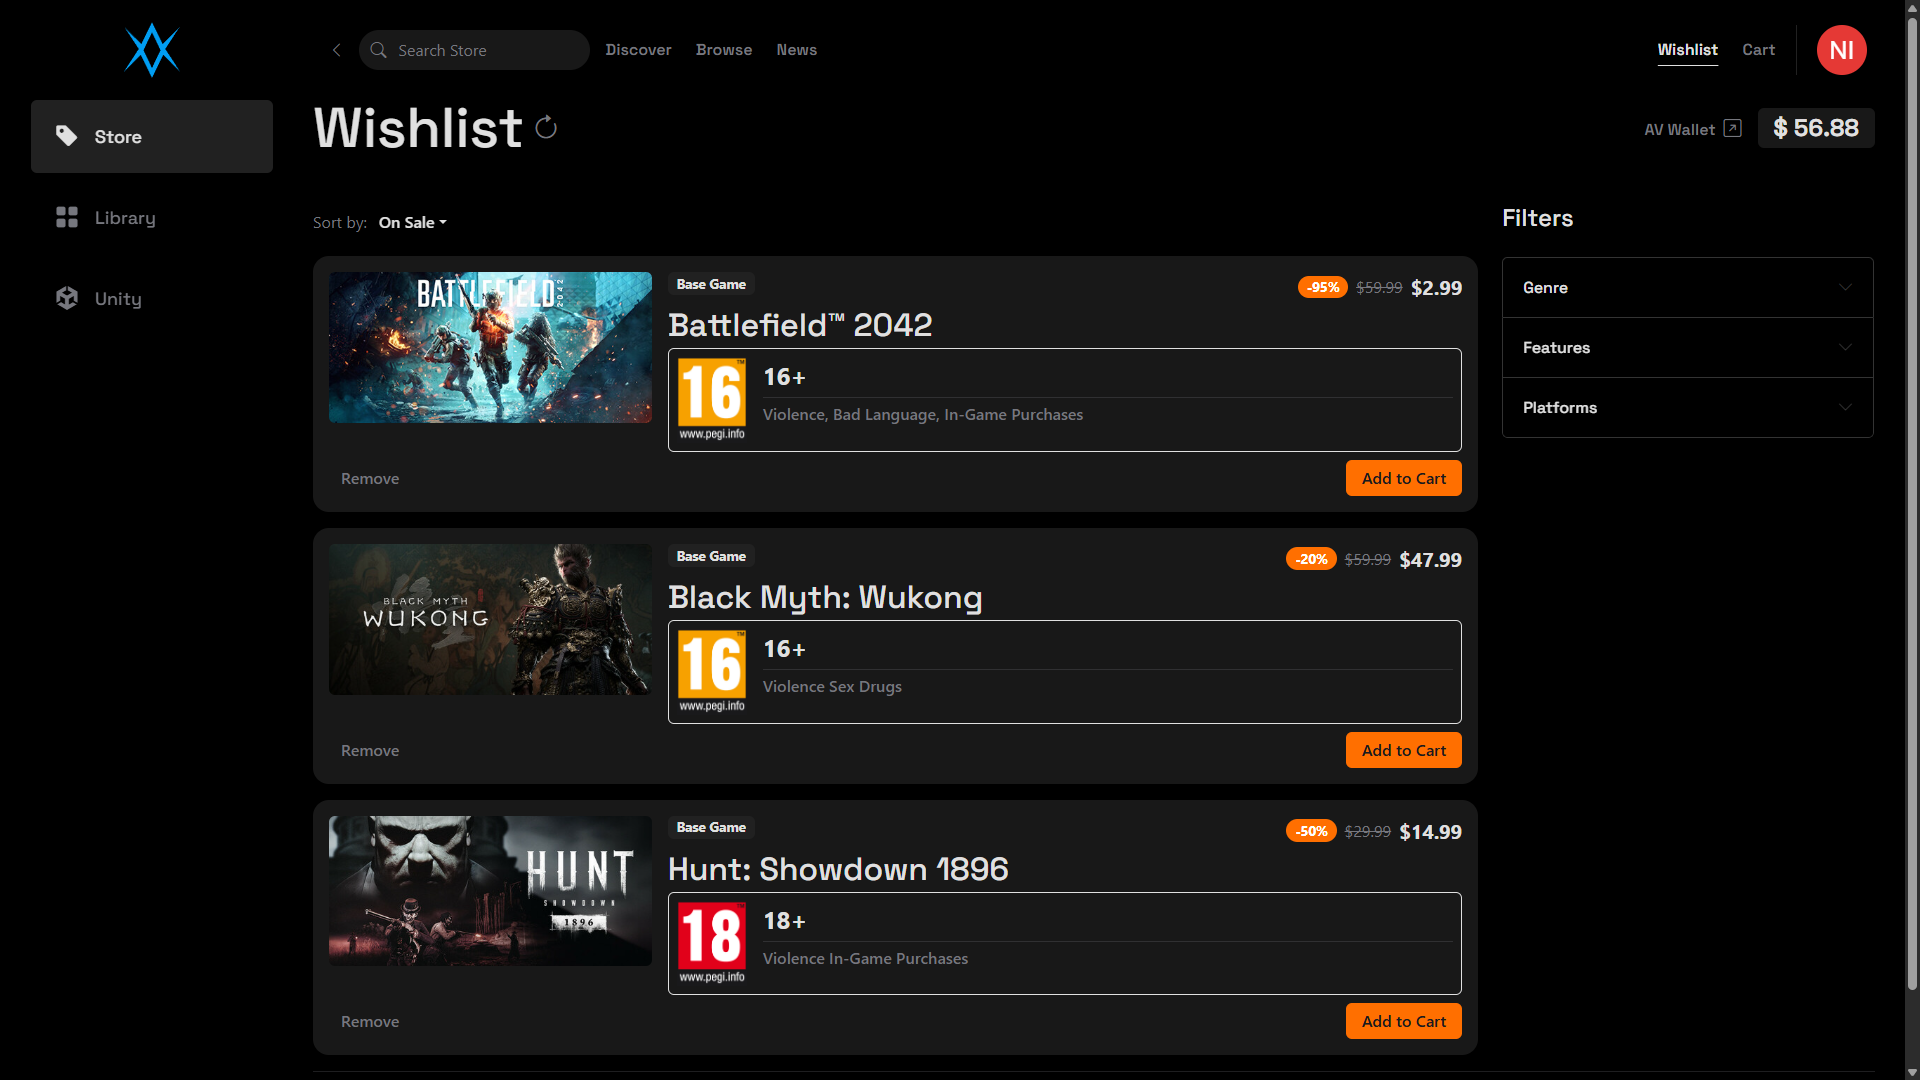 Search Store
Discover
Browse
News
Wishlist
Cart
NI
Store
Library
Unity
Wishlist
AV Wallet
$ 56.88
Sort by: On Sale
Filters
Genre
Features
Platforms
BATTLEFIELD 2042
Base Game
-95% $59.99 $2.99
Battlefield™ 2042
16
www.pegi.info
16+
Violence, Bad Language, In-Game Purchases
Remove
Add to Cart
BLACK MYTH
WUKONG
Base Game
-20% $59.99 $47.99
Black Myth: Wukong
16
www.pegi.info
16+
Violence Sex Drugs
Remove
Add to Cart
HUNT
SHOWDOWN
1896
Base Game
-50% $29.99 $14.99
Hunt: Showdown 1896
18
www.pegi.info
18+
Violence In-Game Purchases
Remove
Add to Cart